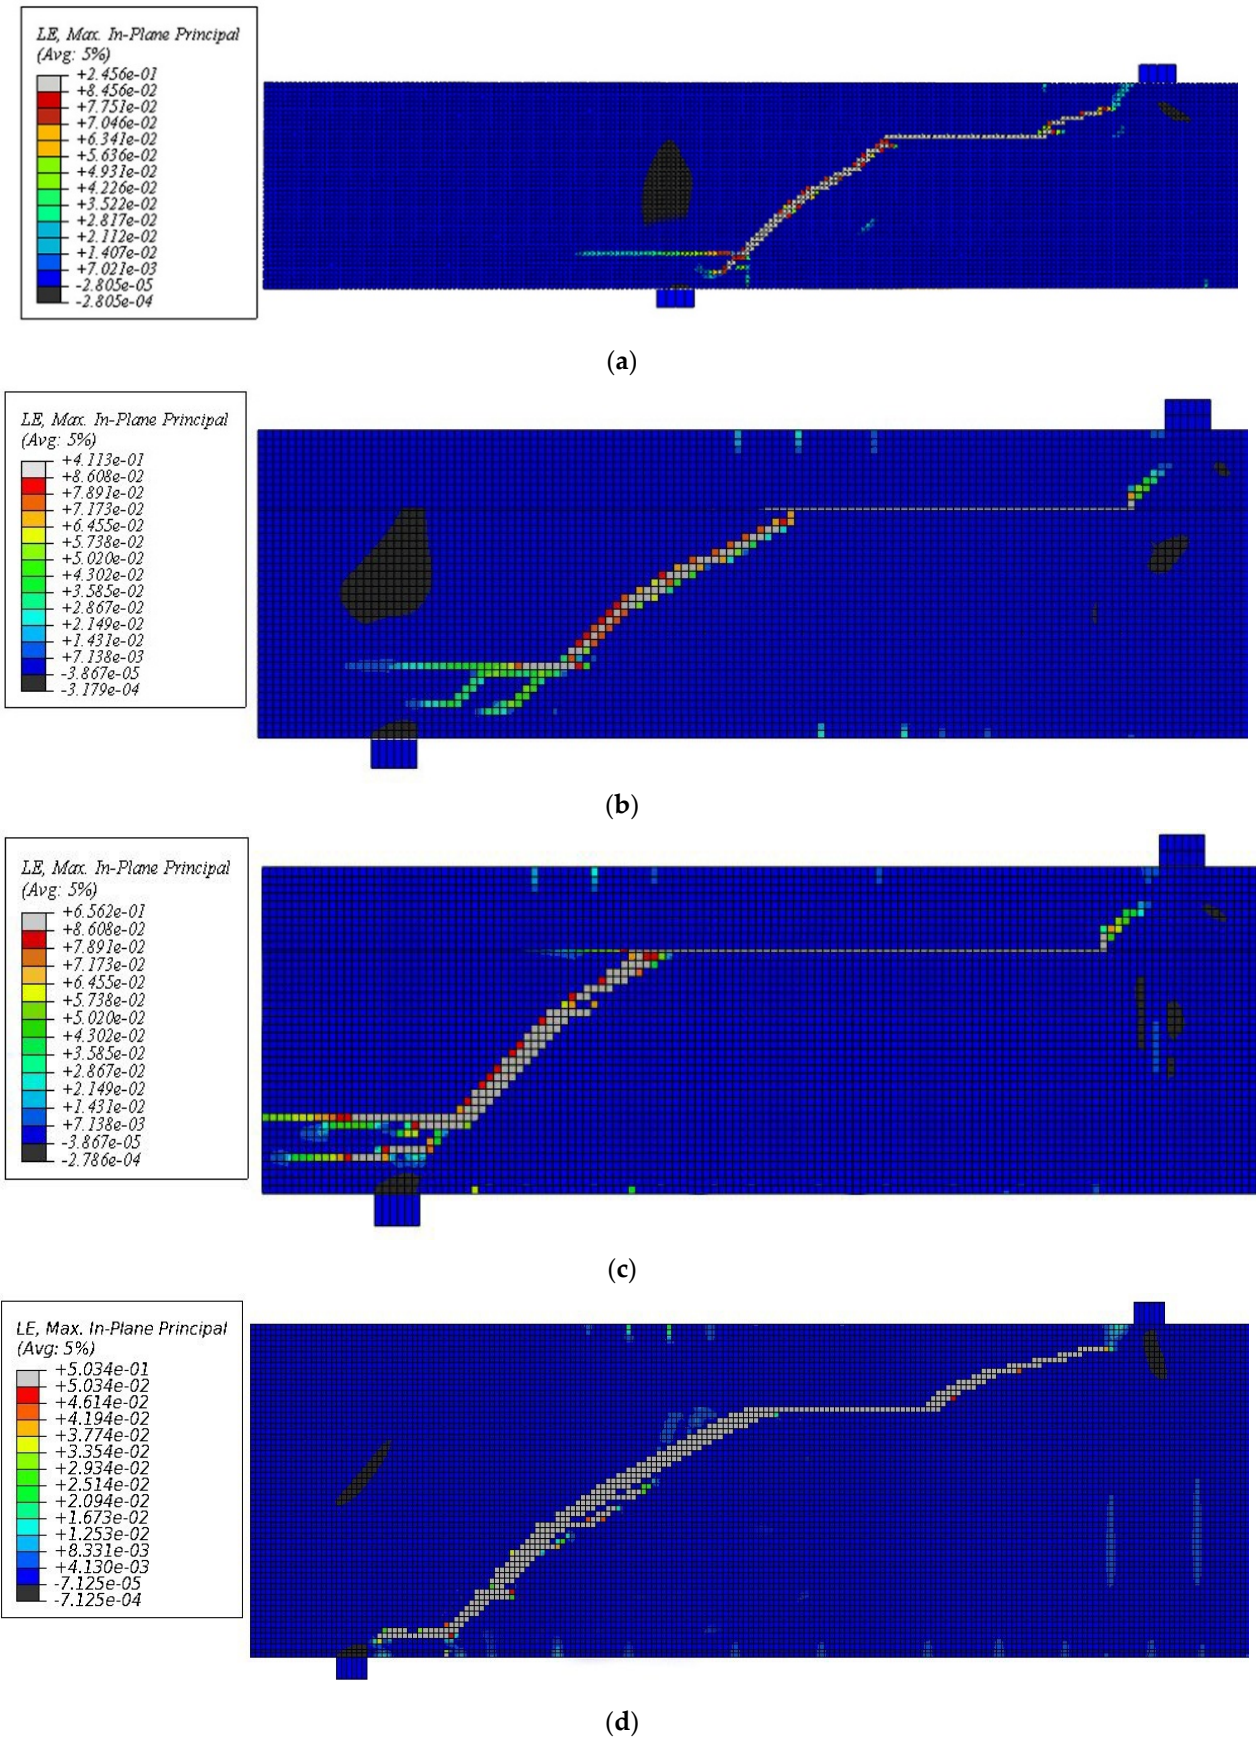 LE, Max. In-Plane Principal
(Avg: 5%)
+2.456e-01
+8.456e-02
+7.751e-02
+7.046e-02
+6.341e-02
+5.636e-02
+4.931e-02
+4.226e-02
+3.522e-02
+2.817e-02
+2.112e-02
+1.407e-02
+7.021e-03
-2.805e-05
-2.805e-04
(a)
LE, Max. In-Plane Principal
(Avg: 5%)
+4.113e-01
+8.608e-02
+7.891e-02
+7.173e-02
+6.455e-02
+5.738e-02
+5.020e-02
+4.302e-02
+3.585e-02
+2.867e-02
+2.149e-02
+1.431e-02
+7.138e-03
-3.867e-05
-3.179e-04
(b)
LE, Max. In-Plane Principal
(Avg: 5%)
+6.562e-01
+8.608e-02
+7.891e-02
+7.173e-02
+6.455e-02
+5.738e-02
+5.020e-02
+4.302e-02
+3.585e-02
+2.867e-02
+2.149e-02
+1.431e-02
+7.138e-03
-3.867e-05
-2.786e-04
(c)
LE, Max. In-Plane Principal
(Avg: 5%)
+5.034e-01
+5.034e-02
+4.614e-02
+4.194e-02
+3.774e-02
+3.354e-02
+2.934e-02
+2.514e-02
+2.094e-02
+1.673e-02
+1.253e-02
+8.331e-03
+4.130e-03
-7.125e-05
-7.125e-04
(d)